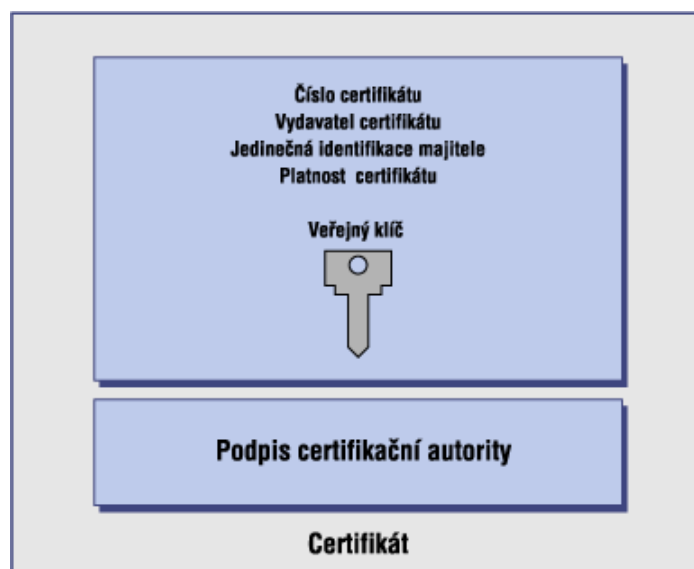 Číslo certifikátu
Vydavatel certifikátu
Jedinečná identifikace majitele
Platnost certifikátu
Veřejný klíč
Podpis certifikační autority
Certifikát